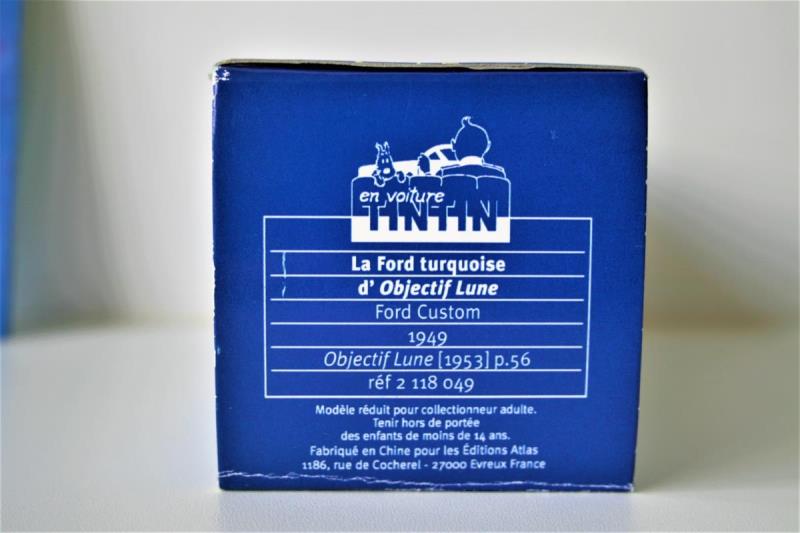 en voiture
TINTIN
La Ford turquoise
d' Objectif Lune
Ford Custom
1949
Objectif Lune [1953] p.56
réf 2 118 049
Modèle réduit pour collectionneur adulte.
Tenir hors de portée
des enfants de moins de 14 ans.
Fabriqué en Chine pour les Éditions Atlas
1186, rue de Cocherel - 27000 Evreux France